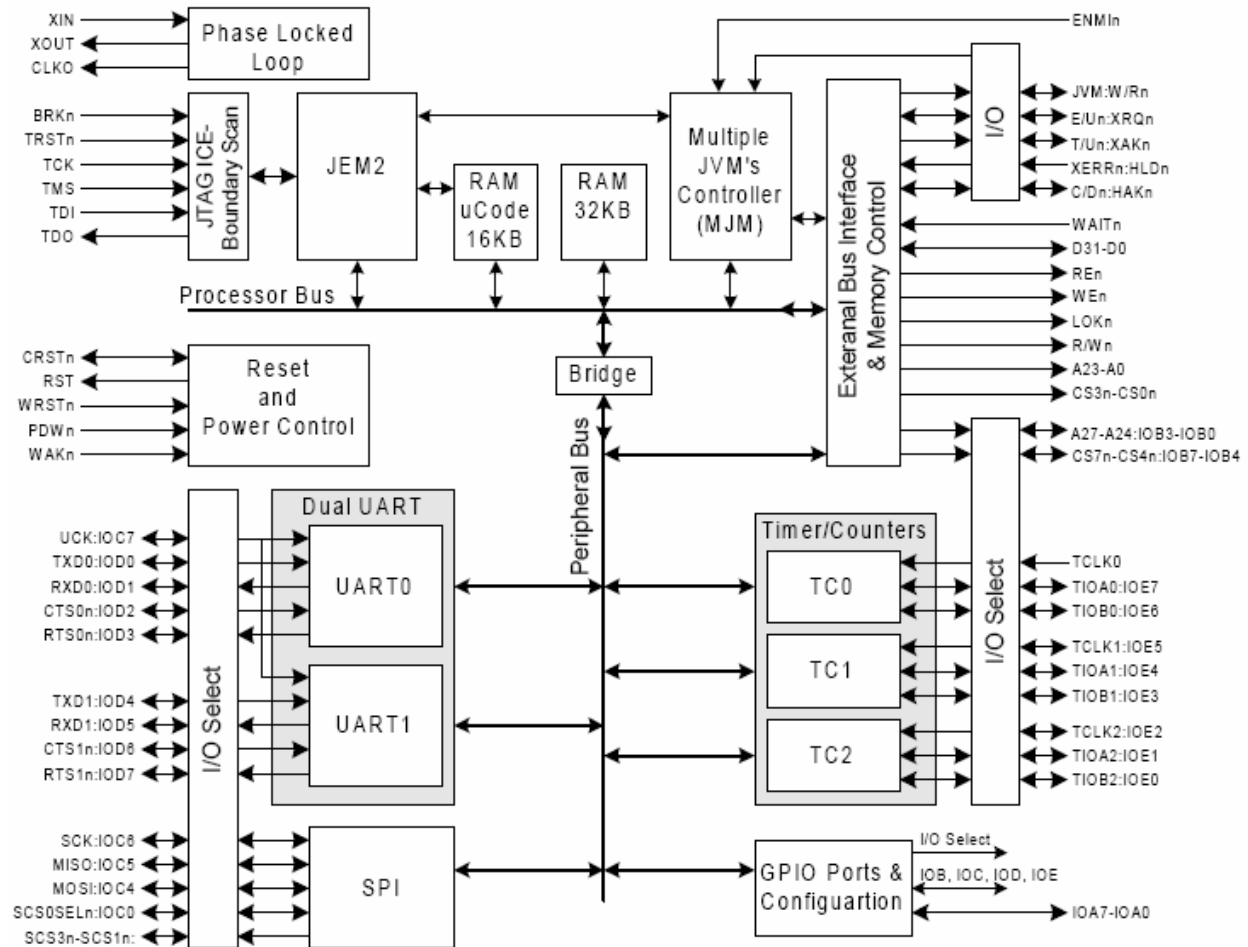 XIN
XOUT
CLKO
Phase Locked
Loop
ENMIn
BRKn
TRSTn
TCK
TMS
TDI
TDO
JTAG ICE-
Boundary Scan
JEM2
RAM
uCode
16KB
RAM
32KB
Multiple
JVM's
Controller
(MJM)
Exteranal Bus Interface
& Memory Control
I/O
JVM:W/Rn
E/Un:XRQn
T/Un:XAKn
XERRn:HLDn
C/Dn:HAKn
WAITn
D31-D0
REn
WEn
LOKn
R/Wn
A23-A0
CS3n-CS0n
Processor Bus
CRSTn
RST
WRSTn
PDWn
WAKn
Reset
and
Power Control
Bridge
Peripheral Bus
A27-A24:IOB3-IOB0
CS7n-CS4n:IOB7-IOB4
UCK:IOC7
TXD0:IOD0
RXD0:IOD1
CTS0n:IOD2
RTS0n:IOD3
TXD1:IOD4
RXD1:IOD5
CTS1n:IOD6
RTS1n:IOD7
I/O Select
Dual UART
UART0
UART1
Timer/Counters
TC0
TC1
TC2
I/O Select
TCLK0
TIOA0:IOE7
TIOB0:IOE6
TCLK1:IOE5
TIOA1:IOE4
TIOB1:IOE3
TCLK2:IOE2
TIOA2:IOE1
TIOB2:IOE0
SCK:IOC6
MISO:IOC5
MOSI:IOC4
SCS0SELn:IOC0
SCS3n-SCS1n:
SPI
GPIO Ports &
Configuartion
I/O Select
IOB, IOC, IOD, IOE
IOA7-IOA0